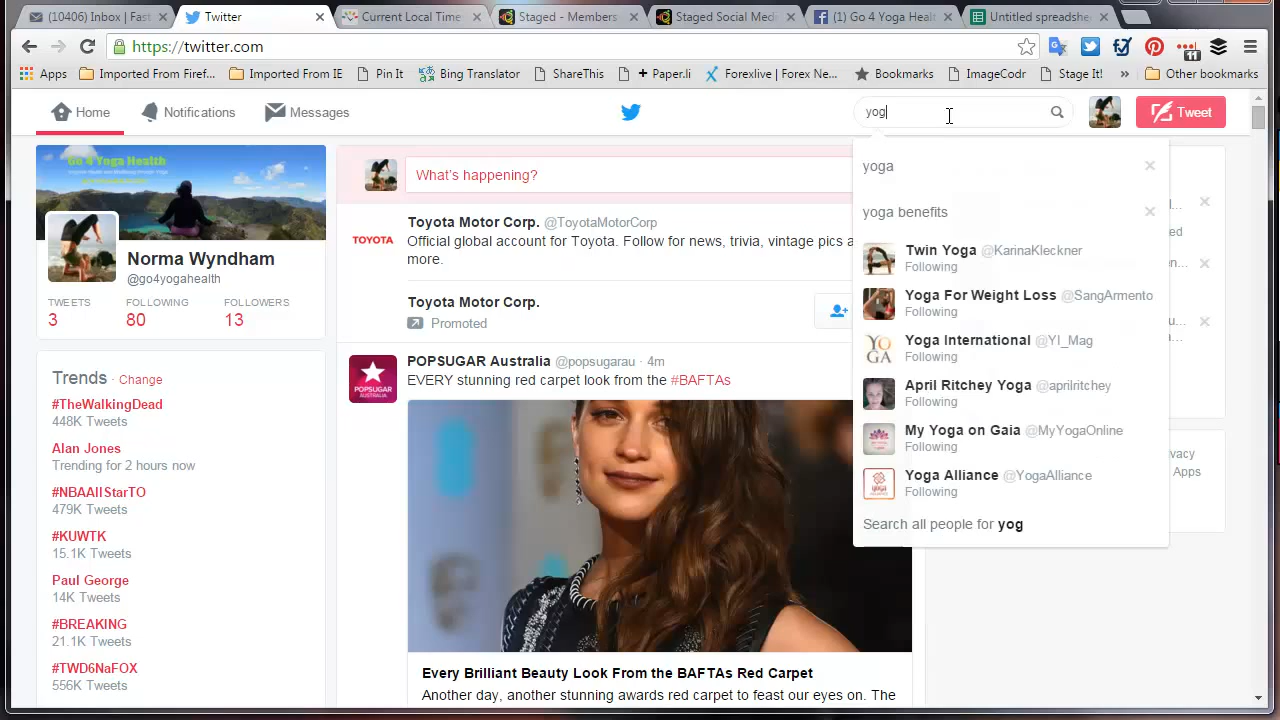 (10406) Inbox | Fast
Twitter
Current Local Time
Staged - Members
Staged Social Med
(1) Go 4 Yoga Health
Untitled spreadshe
https://twitter.com
11
Apps
Imported From Firef...
Imported From IE
Pin It
Bing Translator
ShareThis
+ Paper.li
Forexlive | Forex Ne...
Bookmarks
ImageCodr
Stage It!
»
Other bookmarks
Home
Notifications
Messages
yog
Tweet
Go 4 Yoga Health
Norma Wyndham
@go4yogahealth
TWEETS FOLLOWING FOLLOWERS
3 80 13
Trends · Change
#TheWalkingDead
448K Tweets
Alan Jones
Trending for 2 hours now
#NBAAllStarTO
479K Tweets
#KUWTK
15.1K Tweets
Paul George
14K Tweets
#BREAKING
21.1K Tweets
#TWD6NaFOX
556K Tweets
What's happening?
TOYOTA
Toyota Motor Corp. @ToyotaMotorCorp
Official global account for Toyota. Follow for news, trivia, vintage pics a
more.
Toyota Motor Corp.
Promoted
POPSUGAR
POPSUGAR Australia @popsugarau · 4m
EVERY stunning red carpet look from the #BAFTAs
Every Brilliant Beauty Look From the BAFTAs Red Carpet
Another day, another stunning awards red carpet to feast our eyes on. The
yoga
yoga benefits
Twin Yoga @KarinaKleckner
Following
Yoga For Weight Loss @SangArmento
Following
YOGA
Yoga International @YI_Mag
Following
April Ritchey Yoga @aprilritchey
Following
My Yoga on Gaia @MyYogaOnline
Following
Yoga Alliance @YogaAlliance
Following
Search all people for yog
l...
ed
en...
u...
vacy
Apps